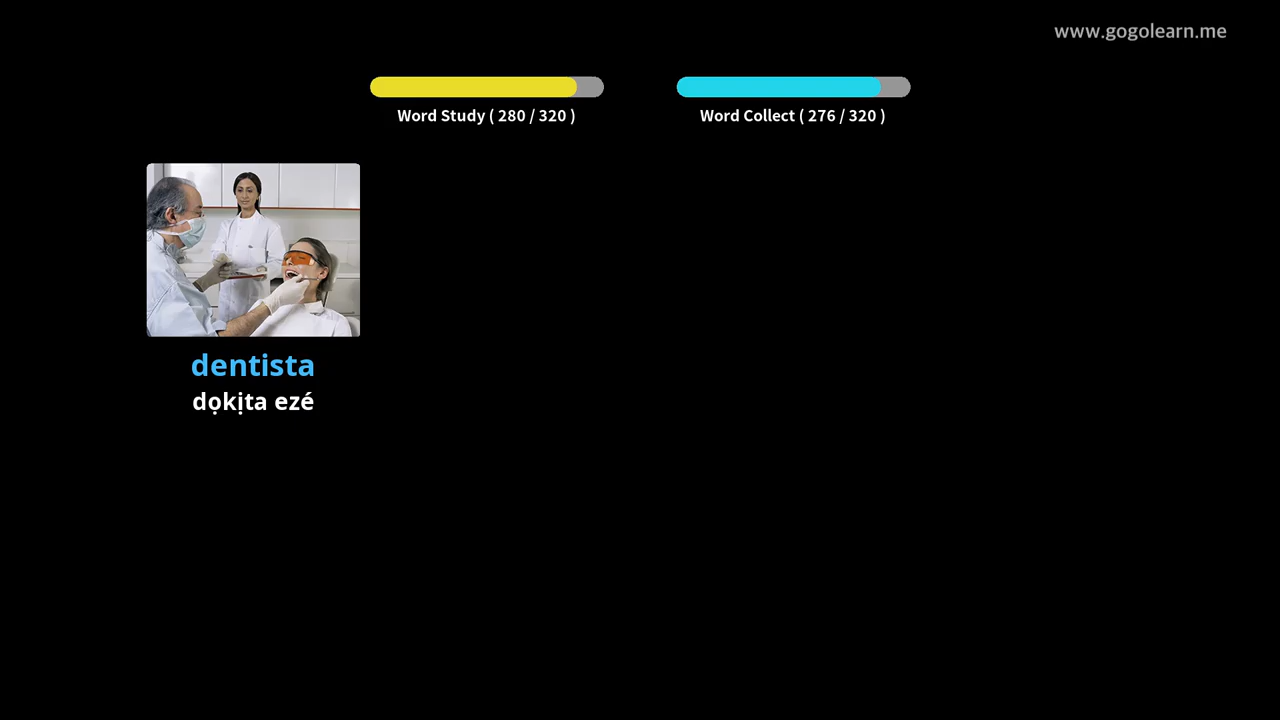 www.gogolearn.me
Word Study ( 280 / 320 )
Word Collect ( 276 / 320 )
dentista
dọkịta ezé